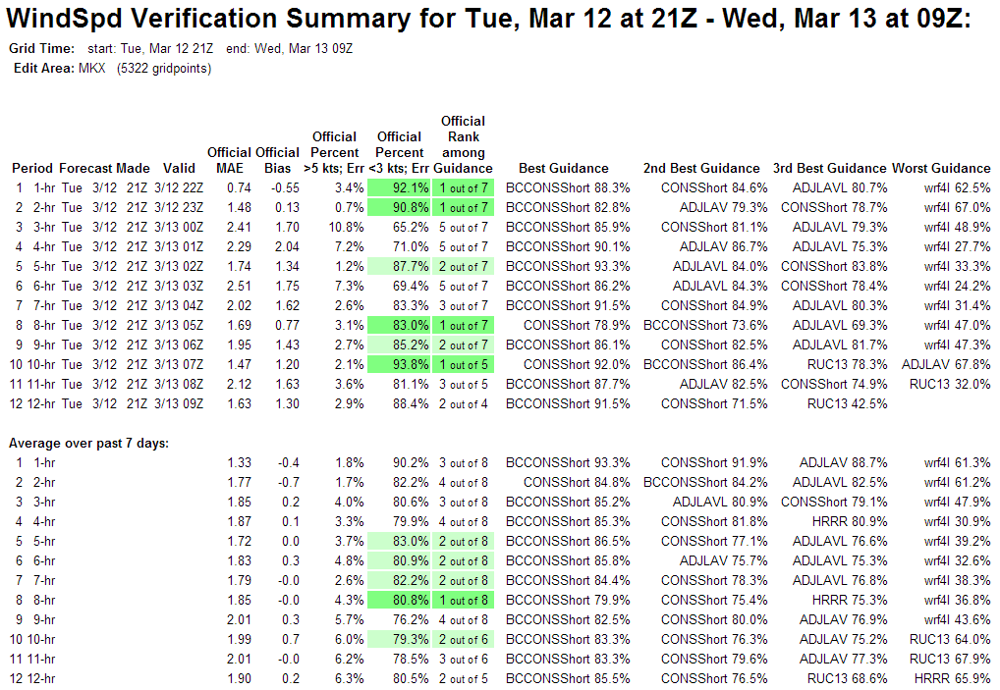 WindSpd Verification Summary for Tue, Mar 12 at 21Z - Wed, Mar 13 at 09Z:
Grid Time: start: Tue, Mar 12 21Z end: Wed, Mar 13 09Z
Edit Area: MKX (5322 gridpoints)
Official
Official Official Rank
Official Official Percent Percent among
Period Forecast Made Valid MAE Bias >5 kts; Err <3 kts; Err Guidance Best Guidance 2nd Best Guidance 3rd Best Guidance Worst Guidance
1 1-hr Tue 3/12 21Z 3/12 22Z 0.74 -0.55 3.4% 92.1% 1 out of 7 BCCONSShort 88.3% CONSShort 84.6% ADJLAVL 80.7% wrf4l 62.5%
2 2-hr Tue 3/12 21Z 3/12 23Z 1.48 0.13 0.7% 90.8% 1 out of 7 BCCONSShort 82.8% ADJLAV 79.3% CONSShort 78.7% wrf4l 67.0%
3 3-hr Tue 3/12 21Z 3/13 00Z 2.41 1.70 10.8% 65.2% 5 out of 7 BCCONSShort 85.9% CONSShort 81.1% ADJLAVL 79.3% wrf4l 48.9%
4 4-hr Tue 3/12 21Z 3/13 01Z 2.29 2.04 7.2% 71.0% 5 out of 7 BCCONSShort 90.1% ADJLAV 86.7% ADJLAVL 75.3% wrf4l 27.7%
5 5-hr Tue 3/12 21Z 3/13 02Z 1.74 1.34 1.2% 87.7% 2 out of 7 BCCONSShort 93.3% ADJLAVL 84.0% CONSShort 83.8% wrf4l 33.3%
6 6-hr Tue 3/12 21Z 3/13 03Z 2.51 1.75 7.3% 69.4% 5 out of 7 BCCONSShort 86.2% ADJLAVL 84.3% CONSShort 78.4% wrf4l 24.2%
7 7-hr Tue 3/12 21Z 3/13 04Z 2.02 1.62 2.6% 83.3% 3 out of 7 BCCONSShort 91.5% CONSShort 84.9% ADJLAVL 80.3% wrf4l 31.4%
8 8-hr Tue 3/12 21Z 3/13 05Z 1.69 0.77 3.1% 83.0% 1 out of 7 CONSShort 78.9% BCCONSShort 73.6% ADJLAVL 69.3% wrf4l 47.0%
9 9-hr Tue 3/12 21Z 3/13 06Z 1.95 1.43 2.7% 85.2% 2 out of 7 BCCONSShort 86.1% CONSShort 82.5% ADJLAVL 81.7% wrf4l 47.3%
10 10-hr Tue 3/12 21Z 3/13 07Z 1.47 1.20 2.1% 93.8% 1 out of 5 CONSShort 92.0% BCCONSShort 86.4% RUC13 78.3% ADJLAV 67.8%
11 11-hr Tue 3/12 21Z 3/13 08Z 2.12 1.63 3.6% 81.1% 3 out of 5 BCCONSShort 87.7% ADJLAV 82.5% CONSShort 74.9% RUC13 32.0%
12 12-hr Tue 3/12 21Z 3/13 09Z 1.63 1.30 2.9% 88.4% 2 out of 4 BCCONSShort 91.5% CONSShort 71.5% RUC13 42.5%
Average over past 7 days:
1 1-hr 1.33 -0.4 1.8% 90.2% 3 out of 8 BCCONSShort 93.3% CONSShort 91.9% ADJLAV 88.7% wrf4l 61.3%
2 2-hr 1.77 -0.7 1.7% 82.2% 4 out of 8 CONSShort 84.8% BCCONSShort 84.2% ADJLAVL 82.5% wrf4l 61.2%
3 3-hr 1.85 0.2 4.0% 80.6% 3 out of 8 BCCONSShort 85.2% ADJLAVL 80.9% CONSShort 79.1% wrf4l 47.9%
4 4-hr 1.87 0.1 3.3% 79.9% 4 out of 8 BCCONSShort 85.3% CONSShort 81.8% HRRR 80.9% wrf4l 30.9%
5 5-hr 1.72 0.0 3.7% 83.0% 2 out of 8 BCCONSShort 86.5% CONSShort 77.1% ADJLAVL 76.6% wrf4l 39.2%
6 6-hr 1.83 0.3 4.8% 80.9% 2 out of 8 BCCONSShort 85.8% ADJLAV 75.7% ADJLAVL 75.3% wrf4l 32.6%
7 7-hr 1.79 -0.0 2.6% 82.2% 2 out of 8 BCCONSShort 84.4% CONSShort 78.3% ADJLAVL 76.8% wrf4l 38.3%
8 8-hr 1.85 -0.0 4.3% 80.8% 1 out of 8 BCCONSShort 79.9% CONSShort 75.4% HRRR 75.3% wrf4l 36.8%
9 9-hr 2.01 0.3 5.7% 76.2% 4 out of 8 BCCONSShort 82.5% CONSShort 80.0% ADJLAV 76.9% wrf4l 43.6%
10 10-hr 1.99 0.7 6.0% 79.3% 2 out of 6 BCCONSShort 83.3% CONSShort 76.3% ADJLAV 75.2% RUC13 64.0%
11 11-hr 2.01 -0.0 6.2% 78.5% 3 out of 6 BCCONSShort 83.3% CONSShort 79.6% ADJLAV 77.3% RUC13 67.9%
12 12-hr 1.90 0.2 6.3% 80.5% 2 out of 5 BCCONSShort 85.5% CONSShort 76.5% RUC13 68.6% HRRR 65.9%